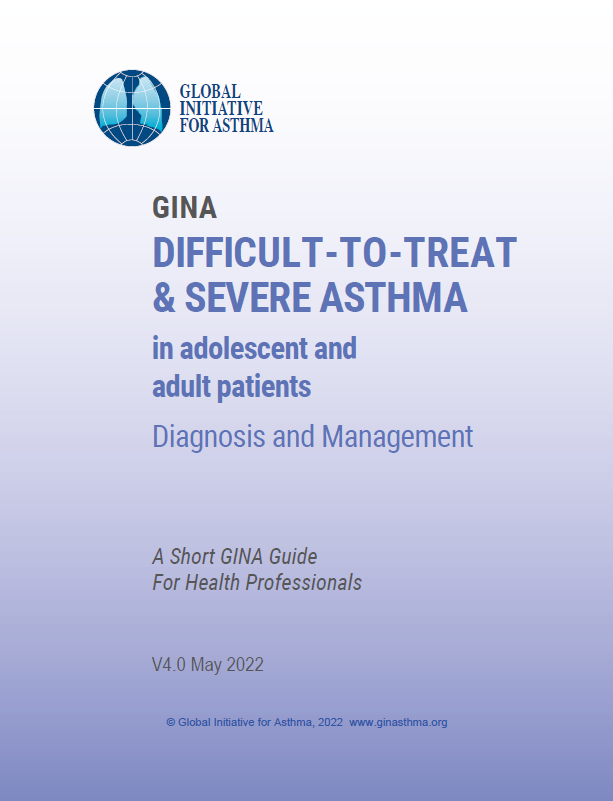 GLOBAL
INITIATIVE
FOR ASTHMA
GINA
DIFFICULT-TO-TREAT
& SEVERE ASTHMA
in adolescent and
adult patients
Diagnosis and Management
A Short GINA Guide
For Health Professionals
V4.0 May 2022
© Global Initiative for Asthma, 2022 www.ginasthma.org